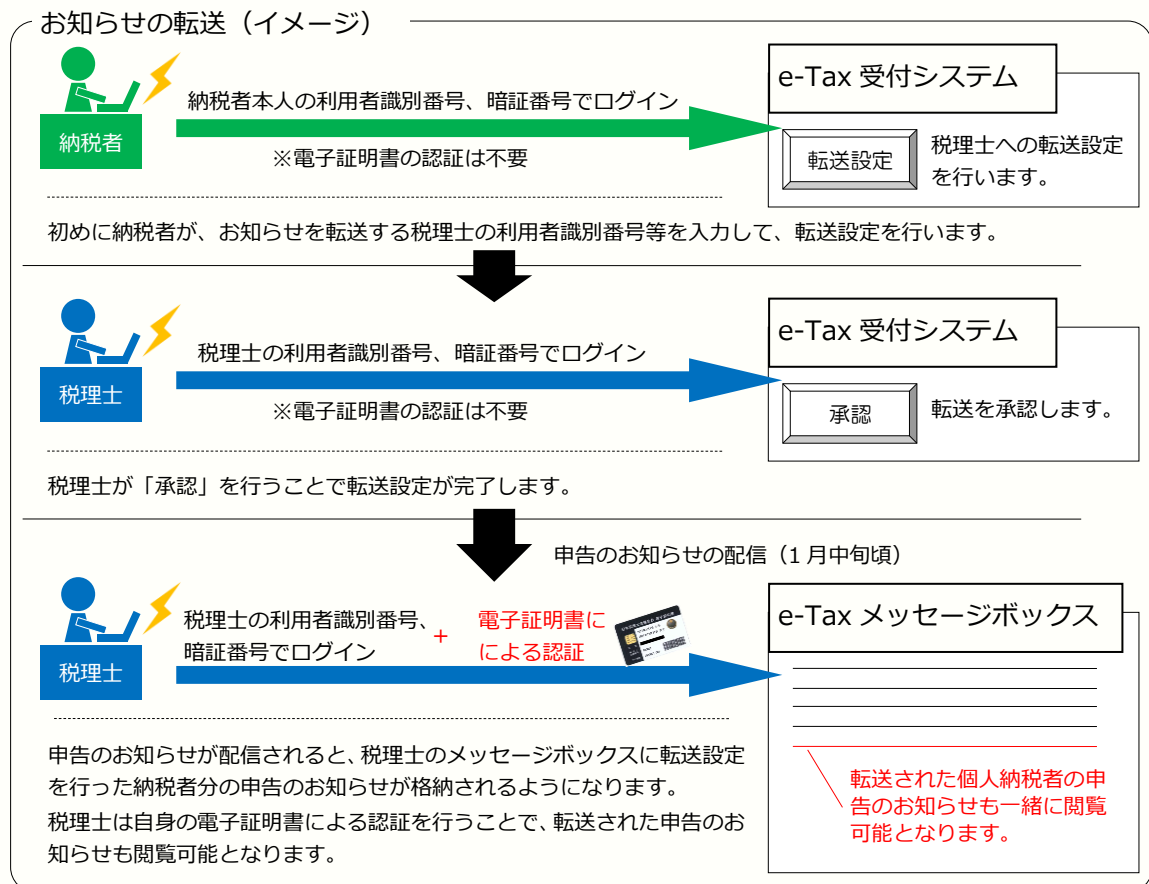 お知らせの転送（イメージ）
納税者
納税者本人の利用者識別番号、暗証番号でログイン
※電子証明書の認証は不要
e-Tax 受付システム
転送設定
税理士への転送設定
を行います。
初めに納税者が、お知らせを転送する税理士の利用者識別番号等を入力して、転送設定を行います。
税理士
税理士の利用者識別番号、暗証番号でログイン
※電子証明書の認証は不要
e-Tax 受付システム
承認
転送を承認します。
税理士が「承認」を行うことで転送設定が完了します。
申告のお知らせの配信（1 月中旬頃）
税理士
税理士の利用者識別番号、
暗証番号でログイン
+
電子証明書に
による認証
e-Tax メッセージボックス
申告のお知らせが配信されると、税理士のメッセージボックスに転送設定
を行った納税者分の申告のお知らせが格納されるようになります。
税理士は自身の電子証明書による認証を行うことで、転送された申告のお
知らせも閲覧可能となります。
転送された個人納税者の申
告のお知らせも一緒に閲覧
可能となります。